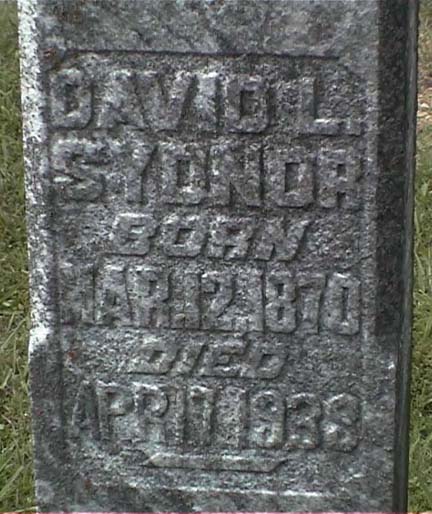 DAVID L.
SYDNOR
BORN
MAR. 12, 1870
DIED
APR. 17, 1938